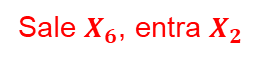 Sale X₆, entra X₂